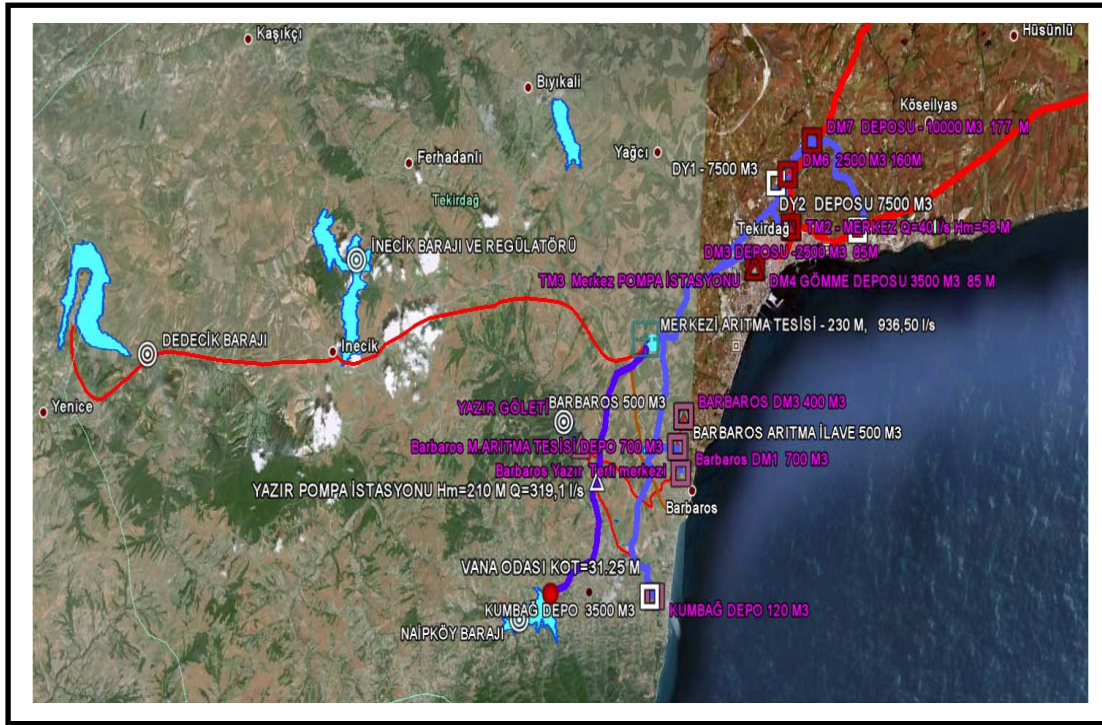 Kaşıkçı
Hüsünlü
Bıyıkali
Köseilyas
DM7 DEPOSU - 10000 M3 177 M
Yağcı
Ferhadanlı
DY1 - 7500 M3
DM6 2500 M3 160M
Tekirdağ
DY2 DEPOSU 7500 M3
Tekirdağ
TM2 - MERKEZ Q=40 l/s Hm=58 M
İNECİK BARAJI VE REGÜLATÖRÜ
DM3 DEPOSU -2500 M3 85M
TM3 Merkez POMPA İSTASYONU
DM4 GÖMME DEPOSU 3500 M3 85 M
MERKEZİ ARITMA TESİSİ - 230 M, 936,50 l/s
DEDECİK BARAJI
İnecik
Yenice
YAZIR GÖLETİ
BARBAROS 500 M3
BARBAROS DM3 400 M3
BARBAROS ARITMA İLAVE 500 M3
Barbaros M.ARITMA TESİSİ/DEPO 700 M3
Barbaros DM1 700 M3
Barbaros Yazır Terfi merkezi
YAZIR POMPA İSTASYONU Hm=210 M Q=319,1 l/s
Barbaros
VANA ODASI KOT=31.25 M
KUMBAĞ DEPO 3500 M3
KUMBAĞ DEPO 120 M3
NAİPKÖY BARAJI